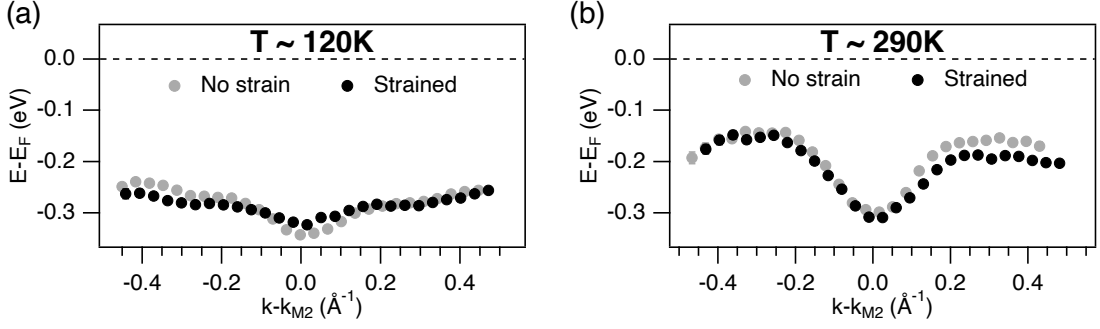 (a)
T ~ 120K
No strain
Strained
0.0
-0.1
-0.2
-0.3
E-E_F (eV)
-0.4
-0.2
0.0
0.2
0.4
k-k_M2 (Å⁻¹)
(b)
T ~ 290K
No strain
Strained
0.0
-0.1
-0.2
-0.3
E-E_F (eV)
-0.4
-0.2
0.0
0.2
0.4
k-k_M2 (Å⁻¹)